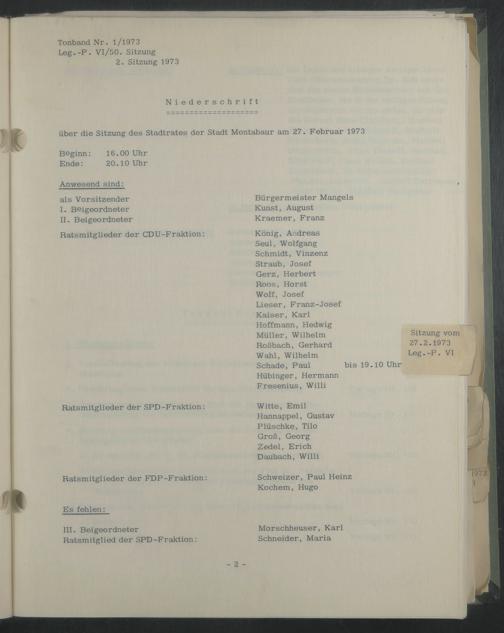 Tonband Nr. 1/1973
Leg.-P. VI/50. Sitzung
2. Sitzung 1973
Niederschrift
===================
über die Sitzung des Stadtrates der Stadt Montabaur am 27. Februar 1973
Beginn: 16.00 Uhr
Ende: 20.10 Uhr
Anwesend sind:
als Vorsitzender Bürgermeister Mangels
I. Beigeordneter Kunst, August
II. Beigeordneter Kraemer, Franz
Ratsmitglieder der CDU-Fraktion: König, Andreas
Seul, Wolfgang
Schmidt, Vinzenz
Straub, Josef
Gerz, Herbert
Roos, Horst
Wolf, Josef
Lieser, Franz-Josef
Kaiser, Karl
Hoffmann, Hedwig
Müller, Wilhelm
Roßbach, Gerhard
Wahl, Wilhelm
Schade, Paul bis 19.10 Uhr
Hübinger, Hermann
Fresenius, Willi
Sitzung vom
27.2.1973
Leg.-P. VI
Ratsmitglieder der SPD-Fraktion: Witte, Emil
Hannappel, Gustav
Plüschke, Tilo
Groß, Georg
Zedel, Erich
Daubach, Willi
Ratsmitglieder der FDP-Fraktion: Schweizer, Paul Heinz
Kochem, Hugo
Es fehlen:
III. Beigeordneter Morschheuser, Karl
Ratsmitglied der SPD-Fraktion: Schneider, Maria
- 2 -